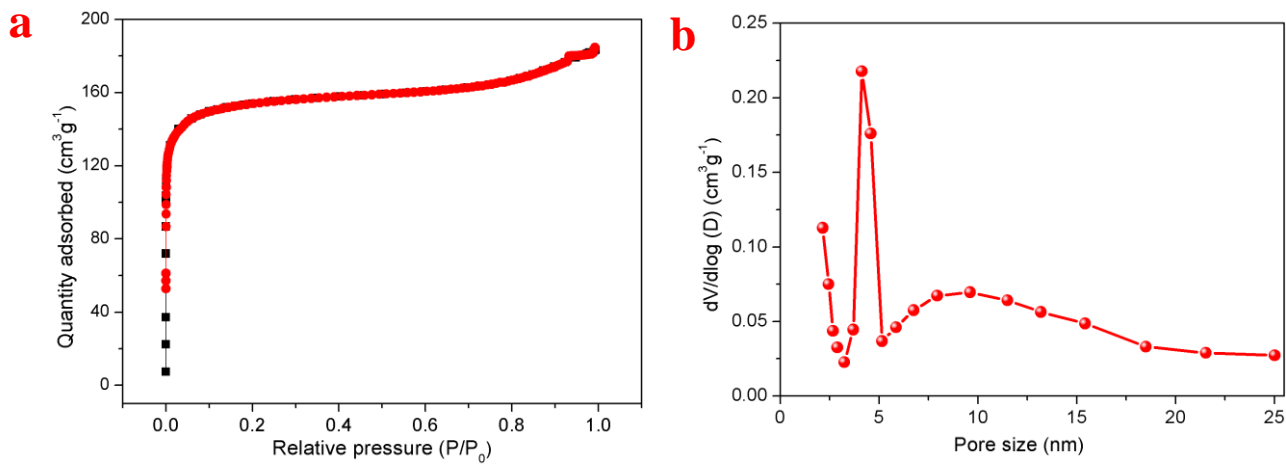 a
200
160
120
80
40
0
Quantity adsorbed (cm³g⁻¹)
0.0 0.2 0.4 0.6 0.8 1.0
Relative pressure (P/P₀)
b
0.25
0.20
0.15
0.10
0.05
0.00
dV/dlog (D) (cm³g⁻¹)
0 5 10 15 20 25
Pore size (nm)